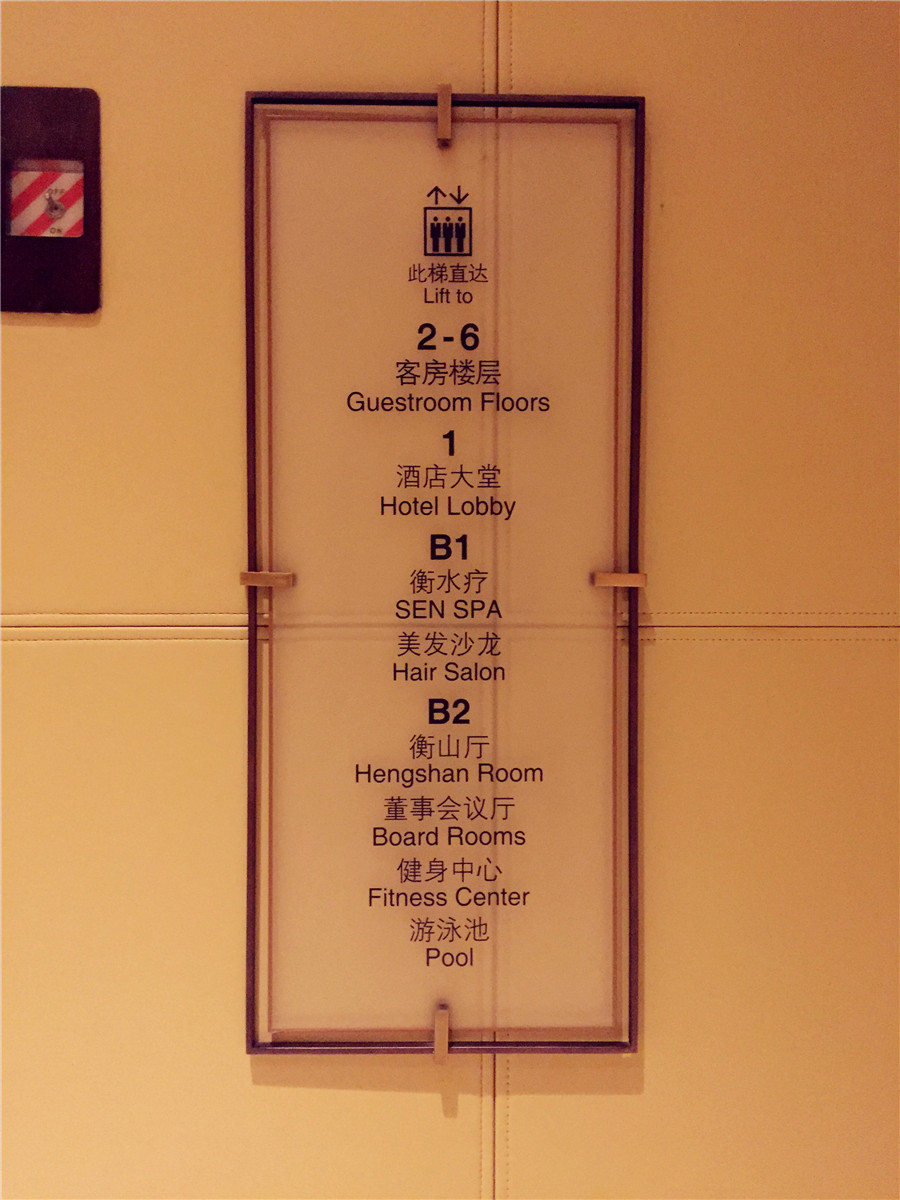 OFF
ON
此梯直达
Lift to
2-6
客房楼层
Guestroom Floors
1
酒店大堂
Hotel Lobby
B1
衡水疗
SEN SPA
美发沙龙
Hair Salon
B2
衡山厅
Hengshan Room
董事会议厅
Board Rooms
健身中心
Fitness Center
游泳池
Pool